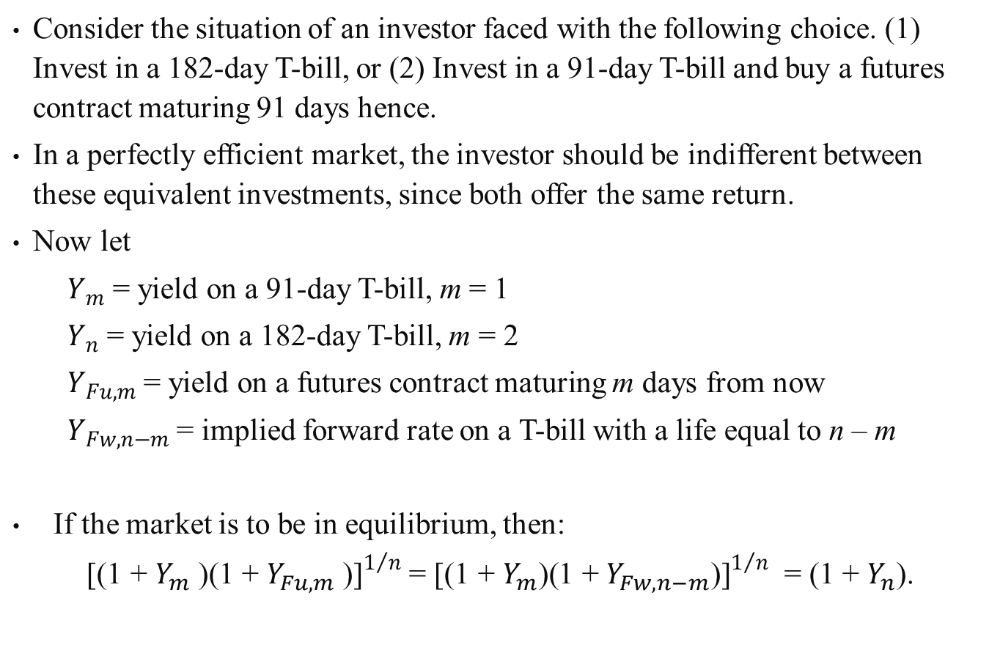 • Consider the situation of an investor faced with the following choice. (1)
Invest in a 182-day T-bill, or (2) Invest in a 91-day T-bill and buy a futures
contract maturing 91 days hence.
• In a perfectly efficient market, the investor should be indifferent between
these equivalent investments, since both offer the same return.
• Now let
Y_m = yield on a 91-day T-bill, m = 1
Y_n = yield on a 182-day T-bill, m = 2
Y_{Fu,m} = yield on a futures contract maturing m days from now
Y_{Fw,n−m} = implied forward rate on a T-bill with a life equal to n – m
• If the market is to be in equilibrium, then:
[(1 + Y_m )(1 + Y_{Fu,m} )]^{1/n} = [(1 + Y_m)(1 + Y_{Fw,n−m})]^{1/n} = (1 + Y_n).